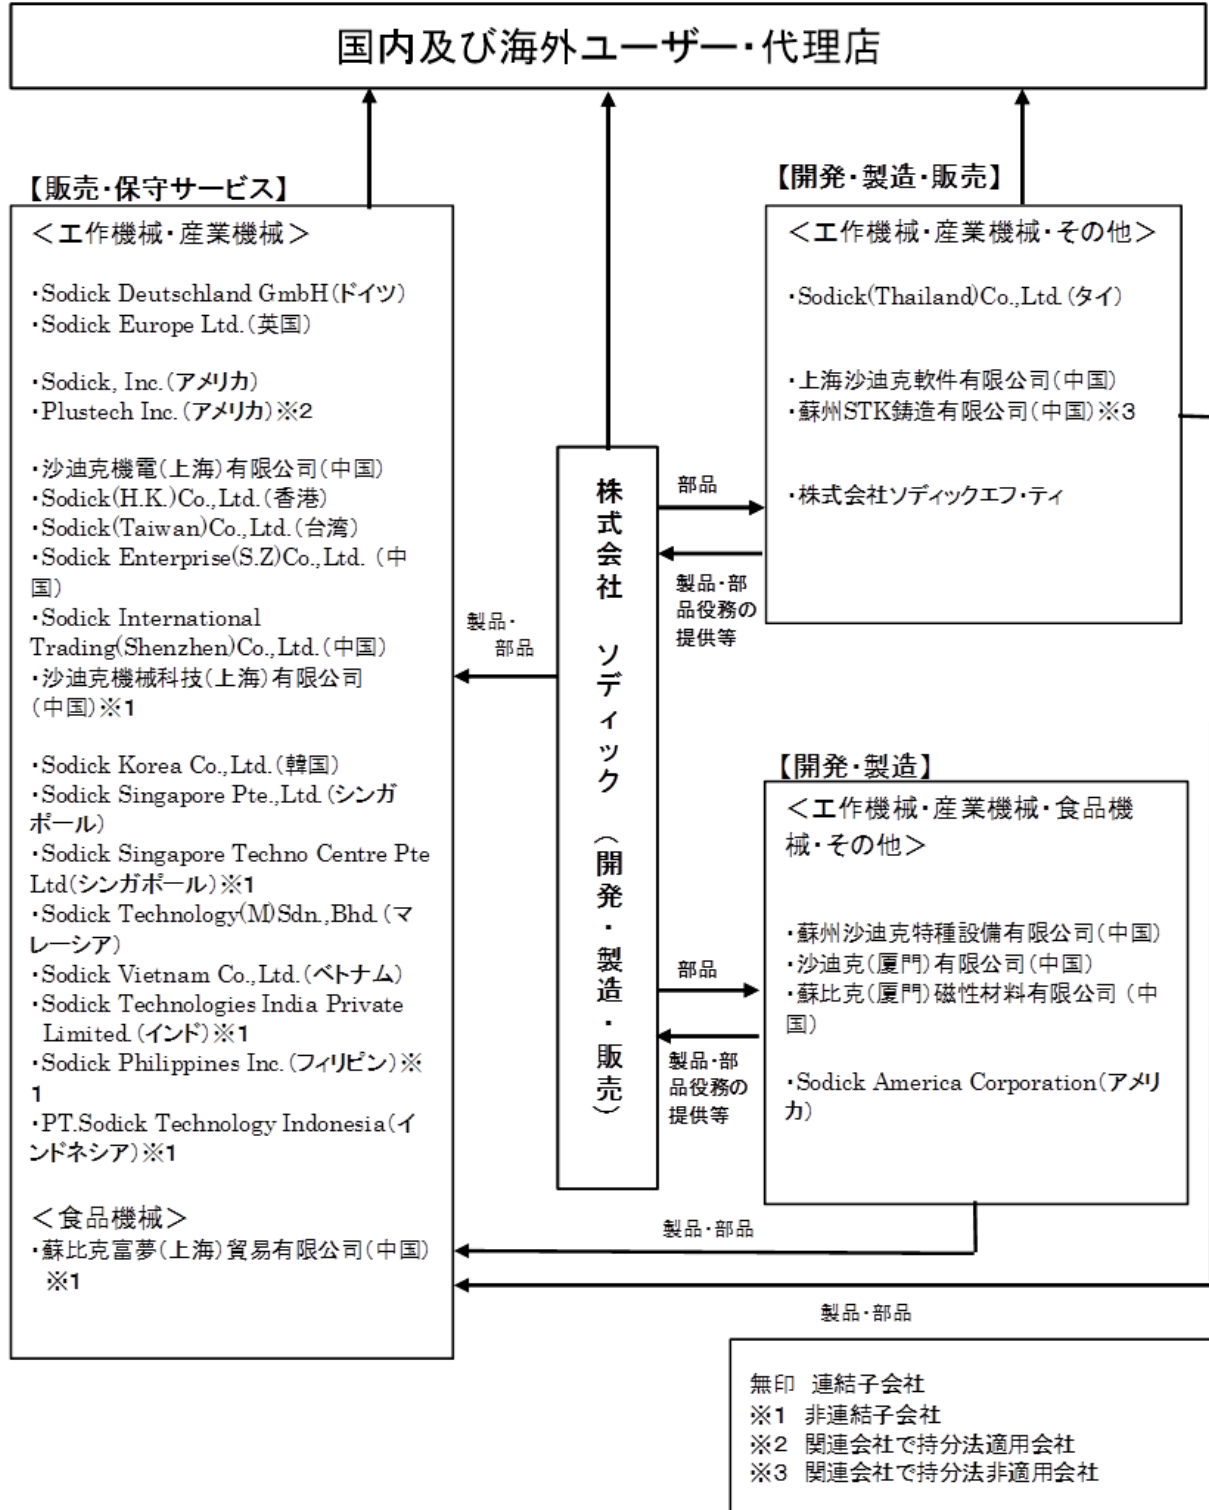 国内及び海外ユーザー・代理店
【販売・保守サービス】
＜工作機械・産業機械＞
・Sodick Deutschland GmbH(ドイツ)
・Sodick Europe Ltd.(英国)
・Sodick, Inc.(アメリカ)
・Plustech Inc.(アメリカ)※2
・沙迪克機電(上海)有限公司(中国)
・Sodick(H.K.)Co.,Ltd.(香港)
・Sodick(Taiwan)Co.,Ltd.(台湾)
・Sodick Enterprise(S.Z)Co.,Ltd. (中
国)
・Sodick International
Trading(Shenzhen)Co.,Ltd.(中国)
・沙迪克機械科技(上海)有限公司
(中国)※1
・Sodick Korea Co.,Ltd.(韓国)
・Sodick Singapore Pte.,Ltd.(シンガ
ポール)
・Sodick Singapore Techno Centre Pte
Ltd(シンガポール)※1
・Sodick Technology(M)Sdn.,Bhd.(マ
レーシア)
・Sodick Vietnam Co.,Ltd.(ベトナム)
・Sodick Technologies India Private
Limited.(インド)※1
・Sodick Philippines Inc.(フィリピン)※
1
・PT.Sodick Technology Indonesia(イ
ンドネシア)※1
＜食品機械＞
・蘇比克富夢(上海)貿易有限公司(中国)
※1
製品・
部品
株式会社 ソディック (開発・製造・販売)
部品
製品・部
品役務の
提供等
部品
製品・部
品役務の
提供等
【開発・製造・販売】
＜工作機械・産業機械・その他＞
・Sodick(Thailand)Co.,Ltd.(タイ)
・上海沙迪克軟件有限公司(中国)
・蘇州STK鋳造有限公司(中国)※3
・株式会社ソディックエフ・ティ
【開発・製造】
＜工作機械・産業機械・食品機
械・その他＞
・蘇州沙迪克特種設備有限公司(中国)
・沙迪克(厦門)有限公司(中国)
・蘇比克(厦門)磁性材料有限公司 (中
国)
・Sodick America Corporation(アメリ
カ)
製品・部品
製品・部品
無印 連結子会社
※1 非連結子会社
※2 関連会社で持分法適用会社
※3 関連会社で持分法非適用会社